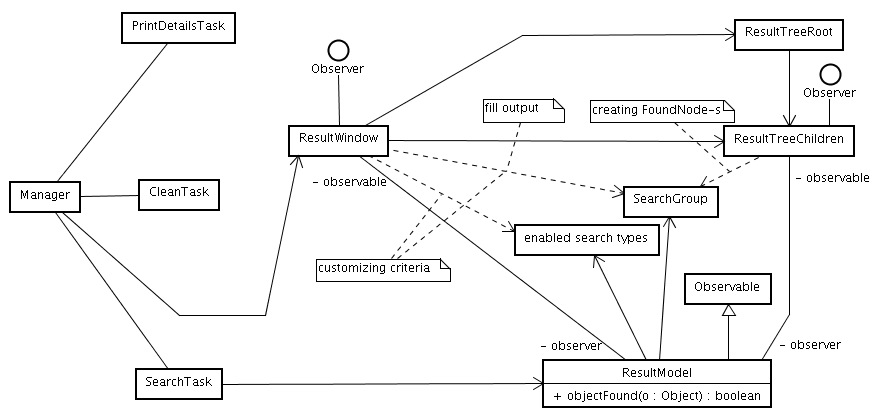 PrintDetailsTask
ResultTreeRoot
Observer
Observer
fill output
creating FoundNode-s
ResultWindow
ResultTreeChildren
- observable
- observable
Manager
CleanTask
SearchGroup
enabled search types
customizing criteria
Observable
- observer
- observer
SearchTask
ResultModel
+ objectFound(o : Object) : boolean